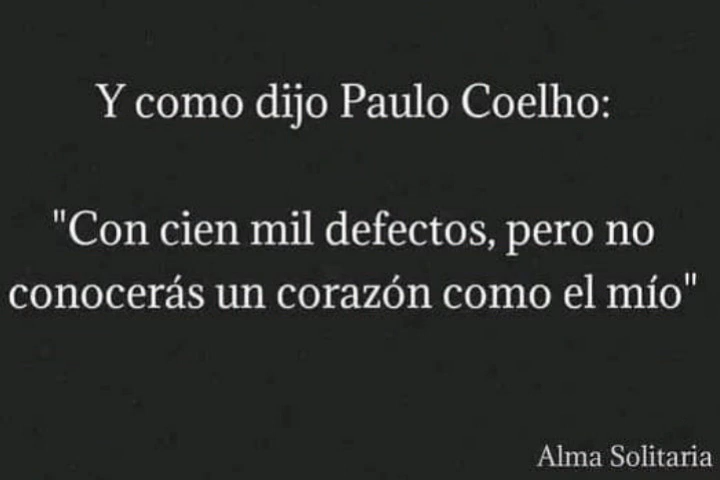 Y como dijo Paulo Coelho:
"Con cien mil defectos, pero no
conocerás un corazón como el mío"
Alma Solitaria